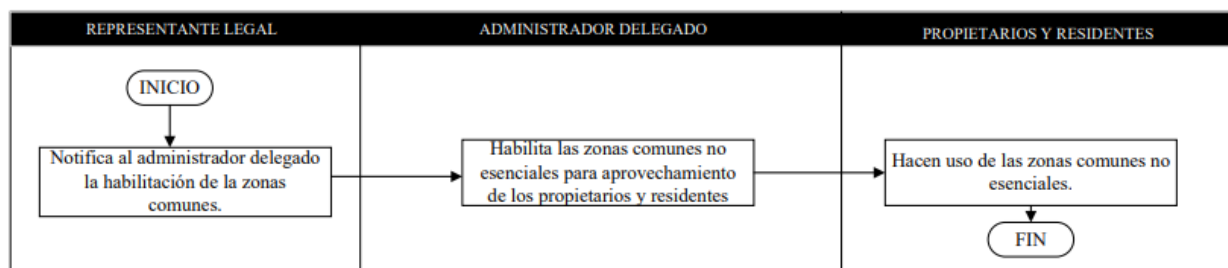 REPRESENTANTE LEGAL
ADMINISTRADOR DELEGADO
PROPIETARIOS Y RESIDENTES
INICIO
Notifica al administrador delegado
la habilitación de la zonas
comunes.
Habilita las zonas comunes no
esenciales para aprovechamiento
de los propietarios y residentes
Hacen uso de las zonas comunes no
esenciales.
FIN